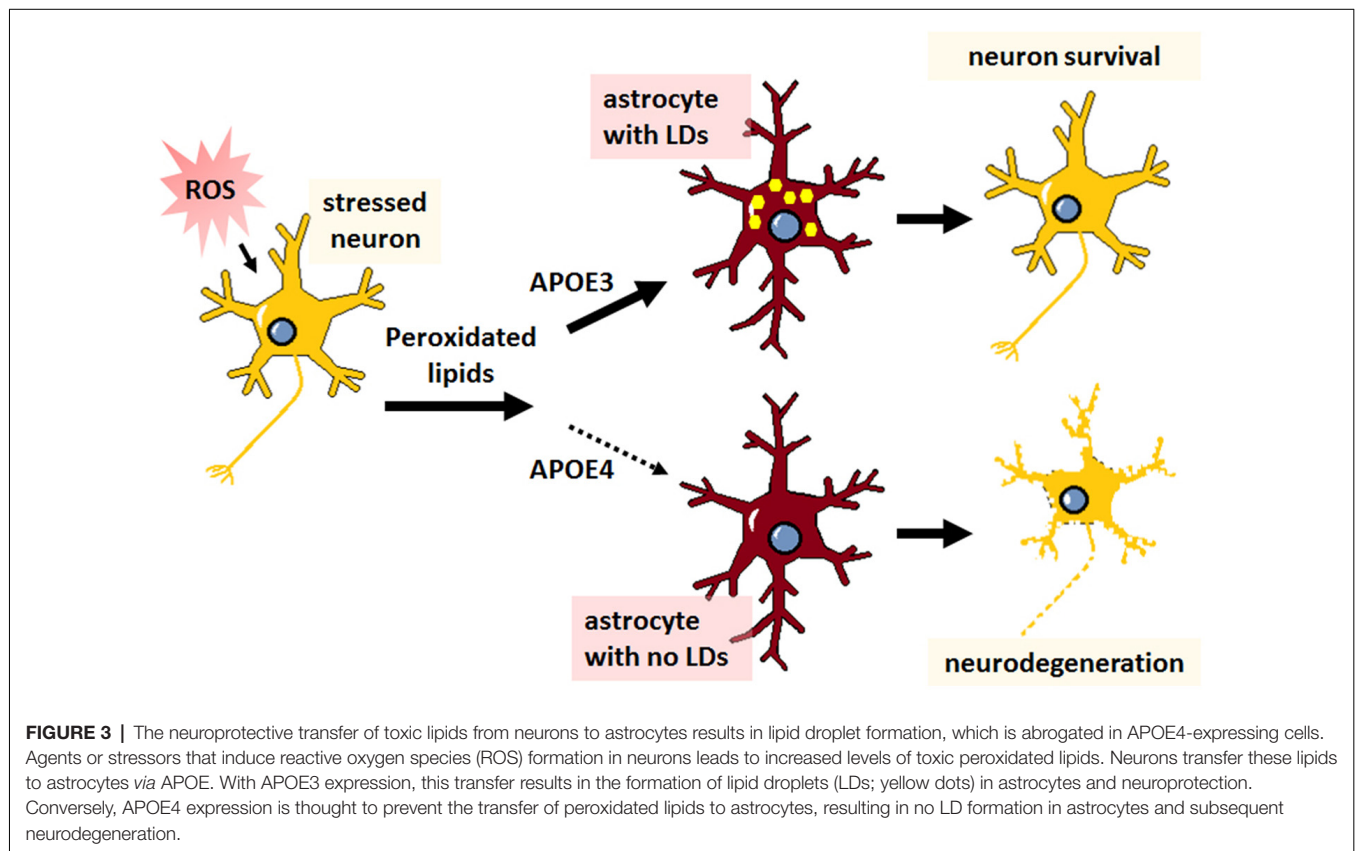 neuron survival
astrocyte
with LDs
ROS
stressed
neuron
APOE3
Peroxidated
lipids
APOE4
astrocyte
with no LDs
neurodegeneration
FIGURE 3 | The neuroprotective transfer of toxic lipids from neurons to astrocytes results in lipid droplet formation, which is abrogated in APOE4-expressing cells.
Agents or stressors that induce reactive oxygen species (ROS) formation in neurons leads to increased levels of toxic peroxidated lipids. Neurons transfer these lipids
to astrocytes via APOE. With APOE3 expression, this transfer results in the formation of lipid droplets (LDs; yellow dots) in astrocytes and neuroprotection.
Conversely, APOE4 expression is thought to prevent the transfer of peroxidated lipids to astrocytes, resulting in no LD formation in astrocytes and subsequent
neurodegeneration.